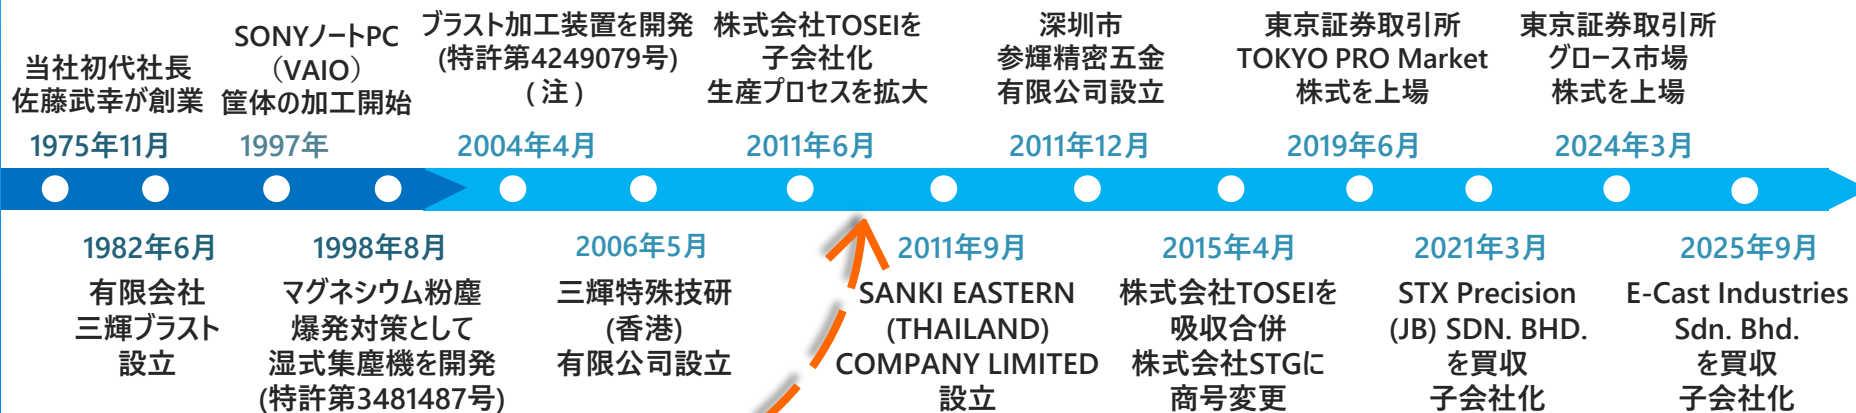 当社初代社長
佐藤武幸が創業
1975年11月
SONYノートPC
（VAIO）
筐体の加工開始
1997年
ブラスト加工装置を開発
(特許第4249079号)
(注)
2004年4月
株式会社TOSEIを
子会社化
生産プロセスを拡大
2011年6月
深圳市
参輝精密五金
有限公司設立
2011年12月
東京証券取引所
TOKYO PRO Market
株式を上場
2019年6月
東京証券取引所
グロース市場
株式を上場
2024年3月
1982年6月
有限会社
三輝ブラスト
設立
1998年8月
マグネシウム粉塵
爆発対策として
湿式集塵機を開発
(特許第3481487号)
2006年5月
三輝特殊技研
(香港)
有限公司設立
2011年9月
SANKI EASTERN
(THAILAND)
COMPANY LIMITED
設立
2015年4月
株式会社TOSEIを
吸収合併
株式会社STGに
商号変更
2021年3月
STX Precision
(JB) SDN. BHD.
を買収
子会社化
2025年9月
E-Cast Industries
Sdn. Bhd.
を買収
子会社化